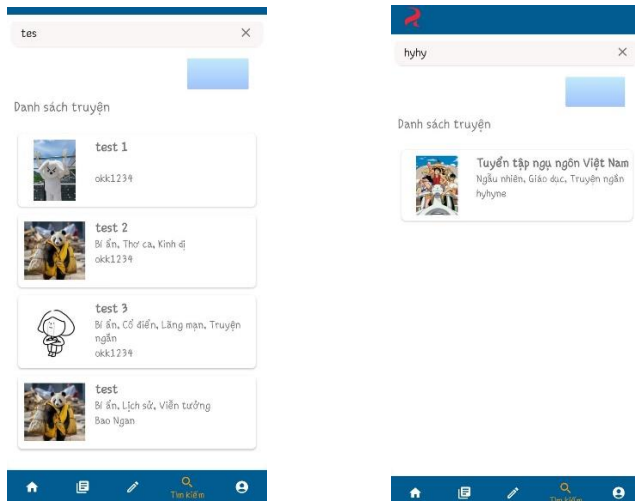 tes
Danh sách truyện
test 1
okk1234
test 2
Bí ẩn, Thơ ca, Kinh dị
okk1234
test 3
Bí ẩn, Cổ điển, Lãng mạn, Truyện
ngắn
okk1234
test
Bí ẩn, Lịch sử, Viễn tưởng
Bao Ngan
Tìm kiếm
hyhy
Danh sách truyện
Tuyển tập ngụ ngôn Việt Nam
Ngẫu nhiên, Giáo dục, Truyện ngắn
hyhyne
Tìm kiếm